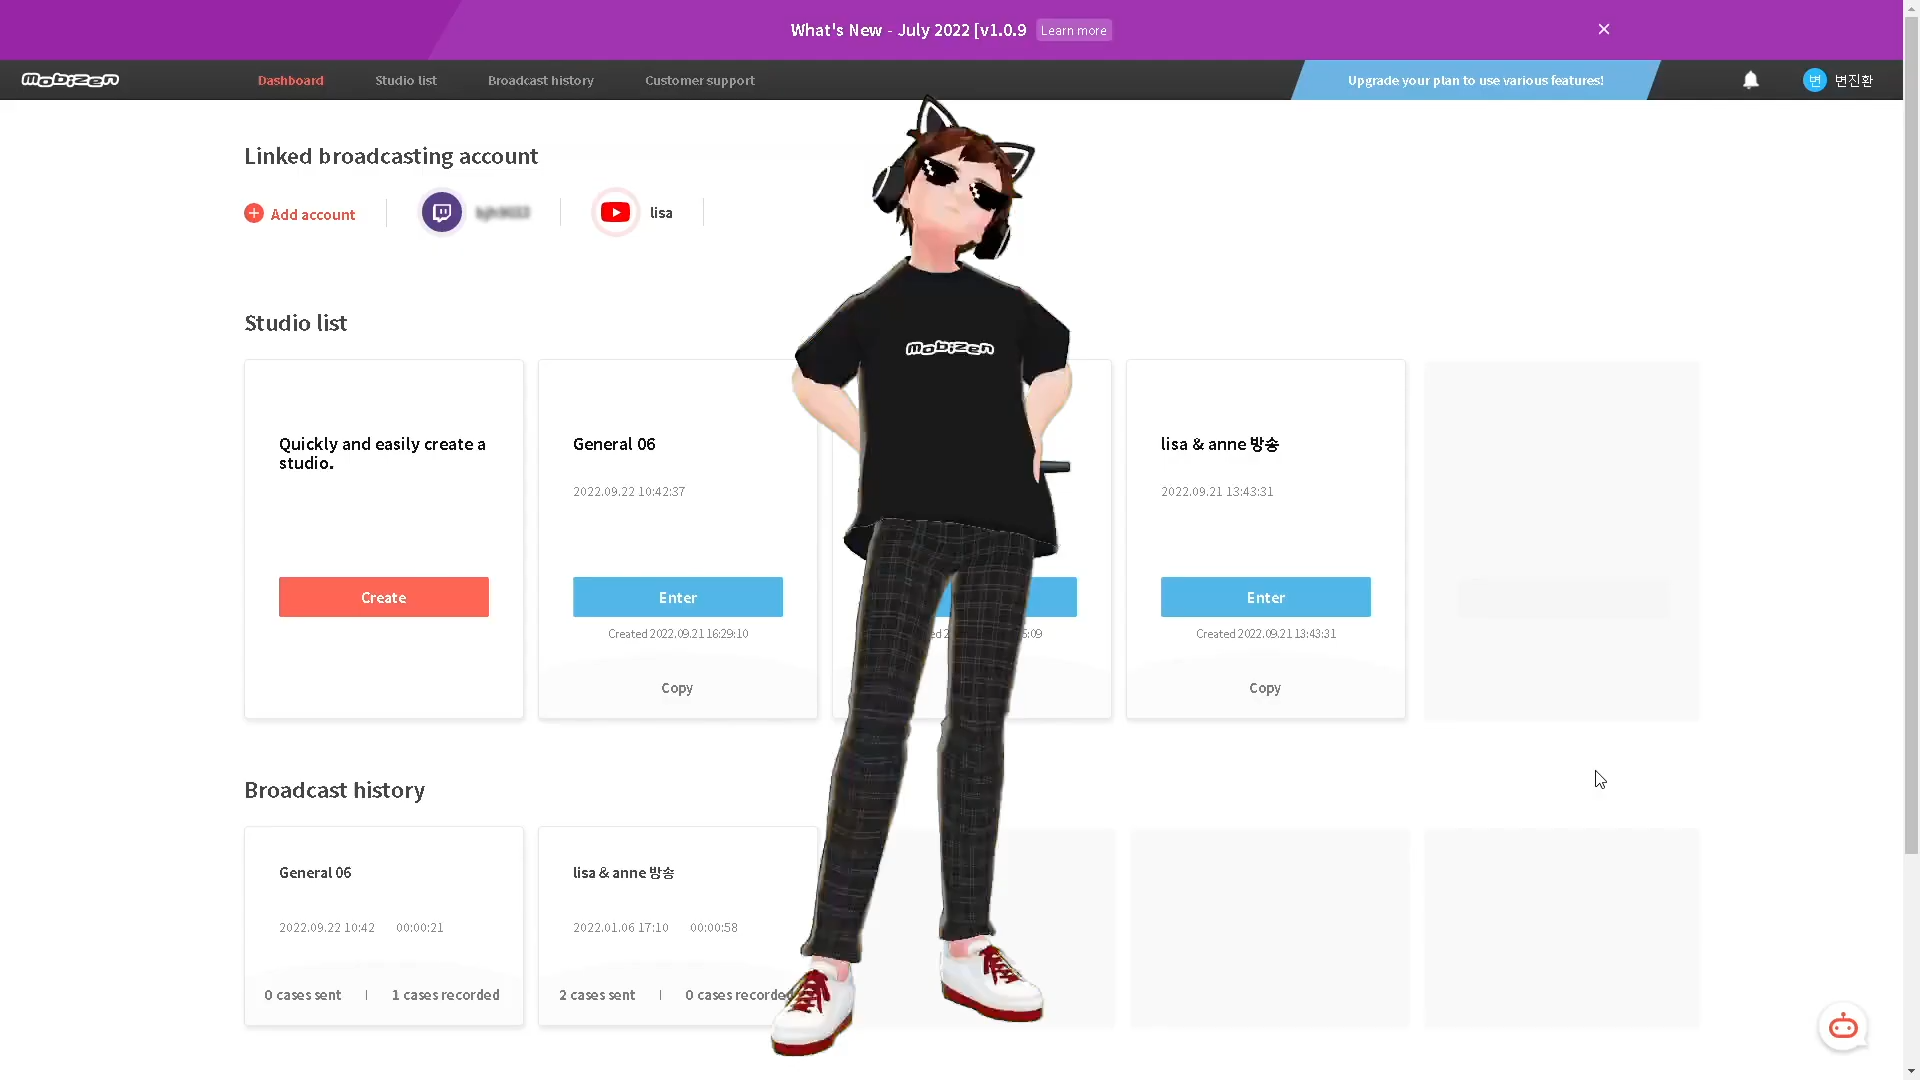 What's New - July 2022 [v1.0.9
Learn more
mobizen
Dashboard
Studio list
Broadcast history
Customer support
Upgrade your plan to use various features!
변
변진환
Linked broadcasting account
Add account
lisa
Studio list
mobizen
Quickly and easily create a
studio.
Create
General 06
2022.09.22 10:42:37
Enter
Created 2022.09.21 16:29:10
Copy
lisa & anne 방송
2022.09.21 13:43:31
Enter
Created 2022.09.21 13:43:31
Copy
Broadcast history
General 06
2022.09.22 10:42 00:00:21
0 cases sent | 1 cases recorded
lisa & anne 방송
2022.01.06 17:10 00:00:58
2 cases sent | 0 cases recorded